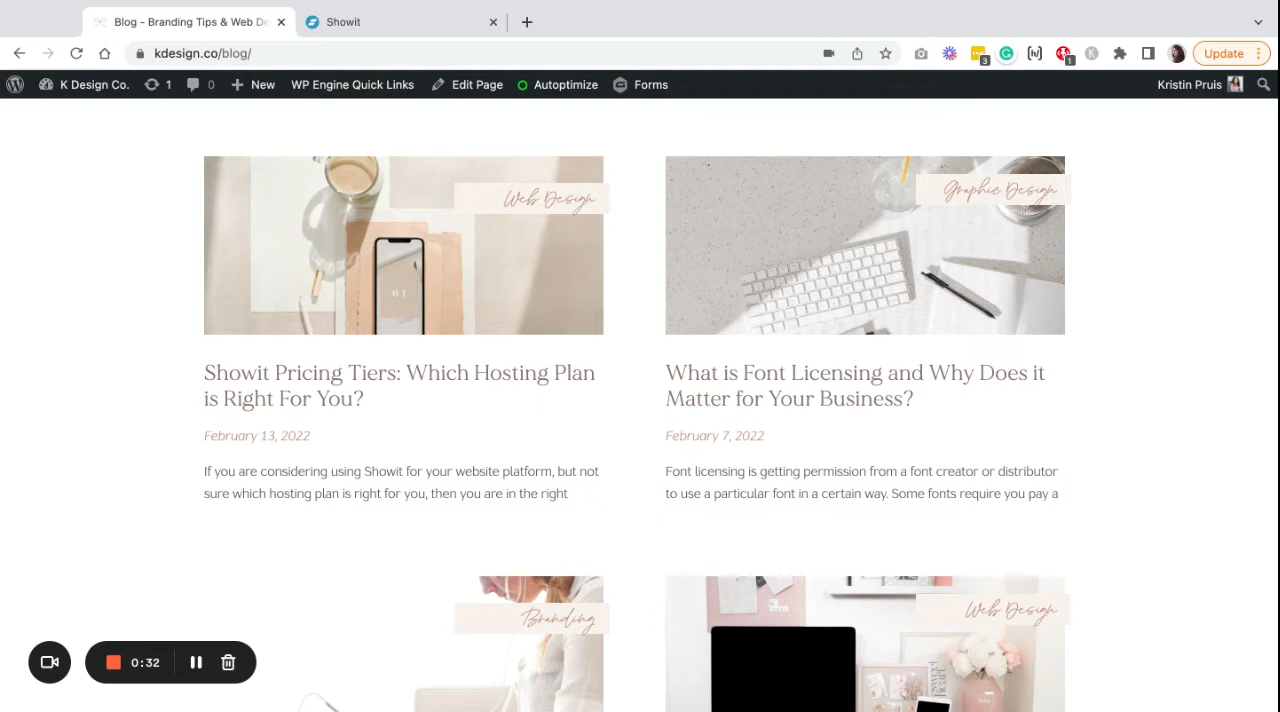 Blog - Branding Tips & Web De
Showit
kdesign.co/blog/
3
1
Update
K Design Co.
1
0
New
WP Engine Quick Links
Edit Page
Autoptimize
Forms
Kristin Pruis
Web Design
Graphic Design
01
Showit Pricing Tiers: Which Hosting Plan
is Right For You?
February 13, 2022
If you are considering using Showit for your website platform, but not
sure which hosting plan is right for you, then you are in the right
What is Font Licensing and Why Does it
Matter for Your Business?
February 7, 2022
Font licensing is getting permission from a font creator or distributor
to use a particular font in a certain way. Some fonts require you pay a
Branding
Web Design
0:32